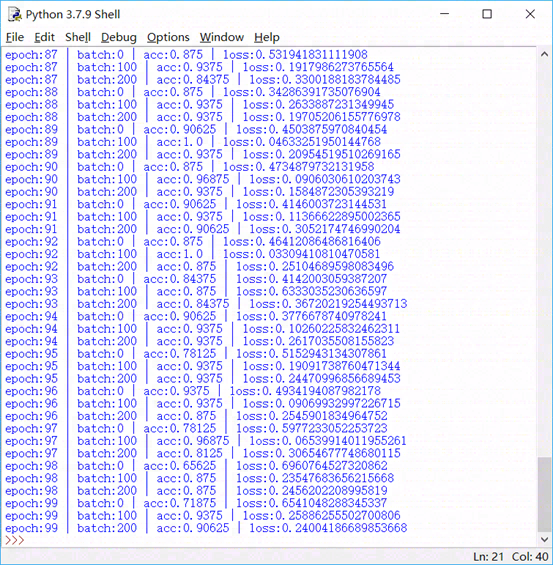 Python 3.7.9 Shell
File Edit Shell Debug Options Window Help
epoch:87 | batch:0 | acc:0.875 | loss:0.531941831111908
epoch:87 | batch:100 | acc:0.9375 | loss:0.1917986273765564
epoch:87 | batch:200 | acc:0.84375 | loss:0.3300188183784485
epoch:88 | batch:0 | acc:0.875 | loss:0.34286391735076904
epoch:88 | batch:100 | acc:0.9375 | loss:0.2633887231349945
epoch:88 | batch:200 | acc:0.9375 | loss:0.19705206155776978
epoch:89 | batch:0 | acc:0.90625 | loss:0.4503875970840454
epoch:89 | batch:100 | acc:1.0 | loss:0.04633251950144768
epoch:89 | batch:200 | acc:0.9375 | loss:0.20954519510269165
epoch:90 | batch:0 | acc:0.875 | loss:0.4734879732131958
epoch:90 | batch:100 | acc:0.96875 | loss:0.0906030610203743
epoch:90 | batch:200 | acc:0.9375 | loss:0.1584872305393219
epoch:91 | batch:0 | acc:0.90625 | loss:0.4146003723144531
epoch:91 | batch:100 | acc:0.9375 | loss:0.11366622895002365
epoch:91 | batch:200 | acc:0.90625 | loss:0.3052174746990204
epoch:92 | batch:0 | acc:0.875 | loss:0.46412086486816406
epoch:92 | batch:100 | acc:1.0 | loss:0.03309410810470581
epoch:92 | batch:200 | acc:0.875 | loss:0.25104689598083496
epoch:93 | batch:0 | acc:0.84375 | loss:0.4142003059387207
epoch:93 | batch:100 | acc:0.875 | loss:0.6333035230636597
epoch:93 | batch:200 | acc:0.84375 | loss:0.36720219254493713
epoch:94 | batch:0 | acc:0.90625 | loss:0.3776678740978241
epoch:94 | batch:100 | acc:0.9375 | loss:0.10260225832462311
epoch:94 | batch:200 | acc:0.9375 | loss:0.2617035508155823
epoch:95 | batch:0 | acc:0.78125 | loss:0.5152943134307861
epoch:95 | batch:100 | acc:0.9375 | loss:0.19091738760471344
epoch:95 | batch:200 | acc:0.9375 | loss:0.24470996856689453
epoch:96 | batch:0 | acc:0.9375 | loss:0.4934194087982178
epoch:96 | batch:100 | acc:0.9375 | loss:0.09069932997226715
epoch:96 | batch:200 | acc:0.875 | loss:0.2545901834964752
epoch:97 | batch:0 | acc:0.78125 | loss:0.5977233052253723
epoch:97 | batch:100 | acc:0.96875 | loss:0.06539914011955261
epoch:97 | batch:200 | acc:0.8125 | loss:0.30654677748680115
epoch:98 | batch:0 | acc:0.65625 | loss:0.6960764527320862
epoch:98 | batch:100 | acc:0.875 | loss:0.23547683656215668
epoch:98 | batch:200 | acc:0.875 | loss:0.2456202208995819
epoch:99 | batch:0 | acc:0.71875 | loss:0.6541048288345337
epoch:99 | batch:100 | acc:0.9375 | loss:0.25886255502700806
epoch:99 | batch:200 | acc:0.90625 | loss:0.24004186689853668
>>>
Ln: 21 Col: 40